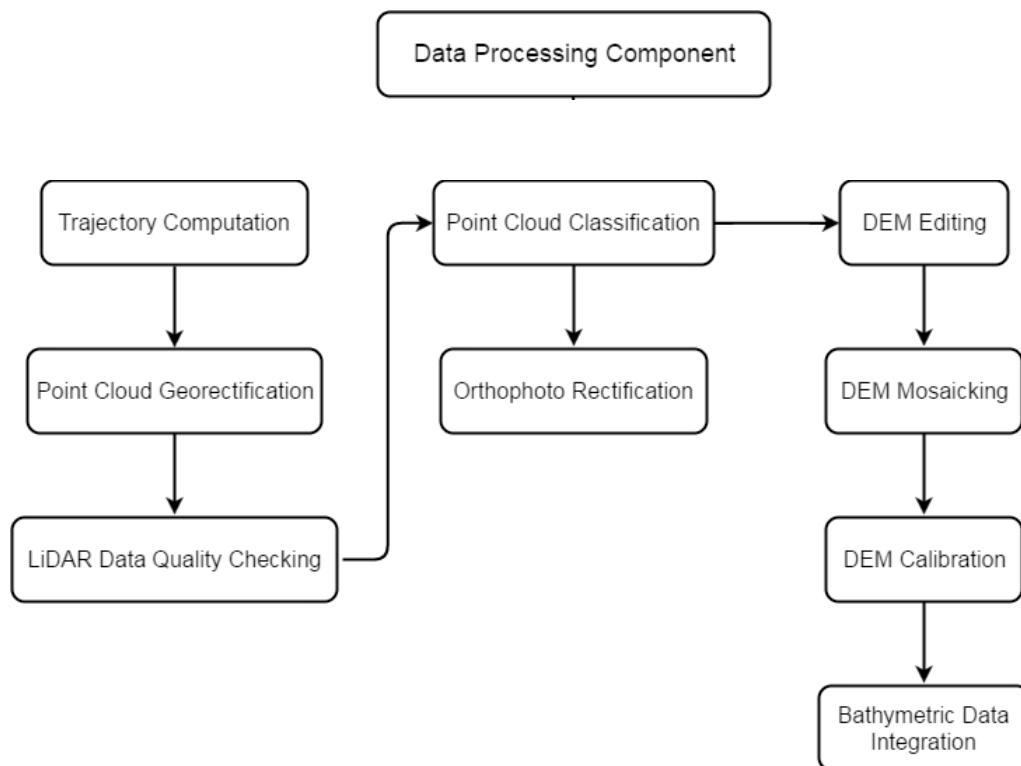 Data Processing Component
Trajectory Computation
Point Cloud Classification
DEM Editing
Point Cloud Georectification
Orthophoto Rectification
DEM Mosaicking
LiDAR Data Quality Checking
DEM Calibration
Bathymetric Data
Integration